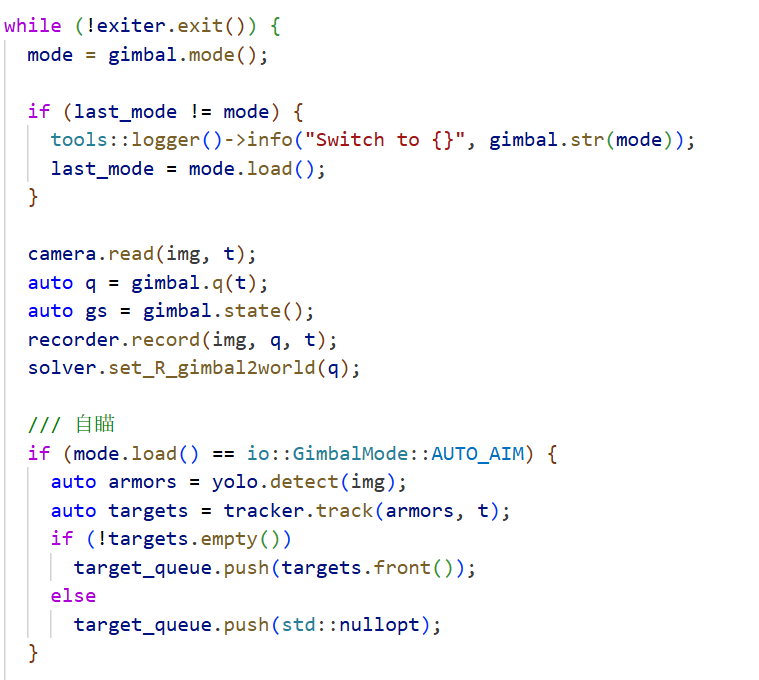 while (!exiter.exit()) {
mode = gimbal.mode();
if (last_mode != mode) {
tools::logger()->info("Switch to {}", gimbal.str(mode));
last_mode = mode.load();
}
camera.read(img, t);
auto q = gimbal.q(t);
auto gs = gimbal.state();
recorder.record(img, q, t);
solver.set_R_gimbal2world(q);
/// 自瞄
if (mode.load() == io::GimbalMode::AUTO_AIM) {
auto armors = yolo.detect(img);
auto targets = tracker.track(armors, t);
if (!targets.empty())
target_queue.push(targets.front());
else
target_queue.push(std::nullopt);
}